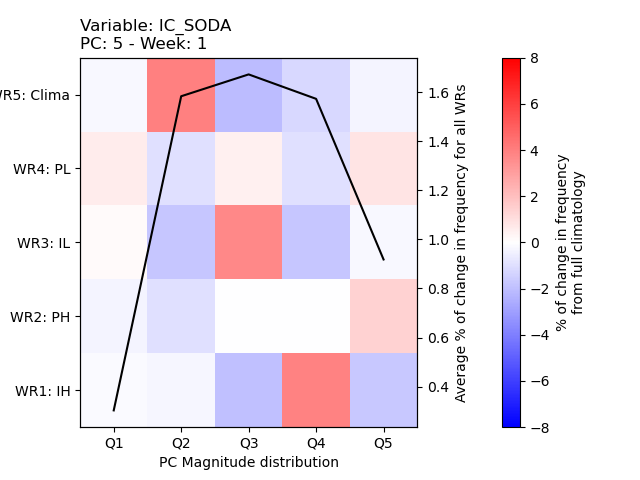 Variable: IC_SODA
PC: 5 - Week: 1
WR5: Clima
WR4: PL
WR3: IL
WR2: PH
WR1: IH
Q1 Q2 Q3 Q4 Q5
PC Magnitude distribution
1.6
1.4
1.2
1.0
0.8
0.6
0.4
Average % of change in frequency for all WRs
8
6
4
2
0
−2
−4
−6
−8
% of change in frequency
from full climatology